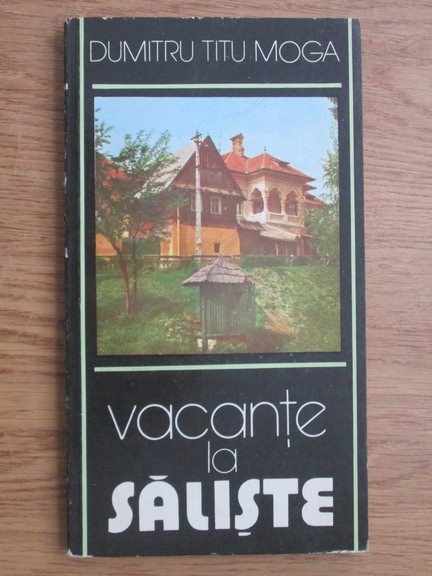 DUMITRU TITU MOGA
vacanțe
la
SĂLIȘTE